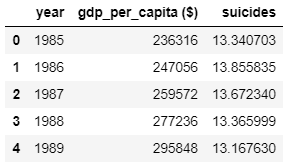 year gdp_per_capita ($) suicides
0 1985 236316 13.340703
1 1986 247056 13.855835
2 1987 259572 13.672340
3 1988 277236 13.365999
4 1989 295848 13.167630